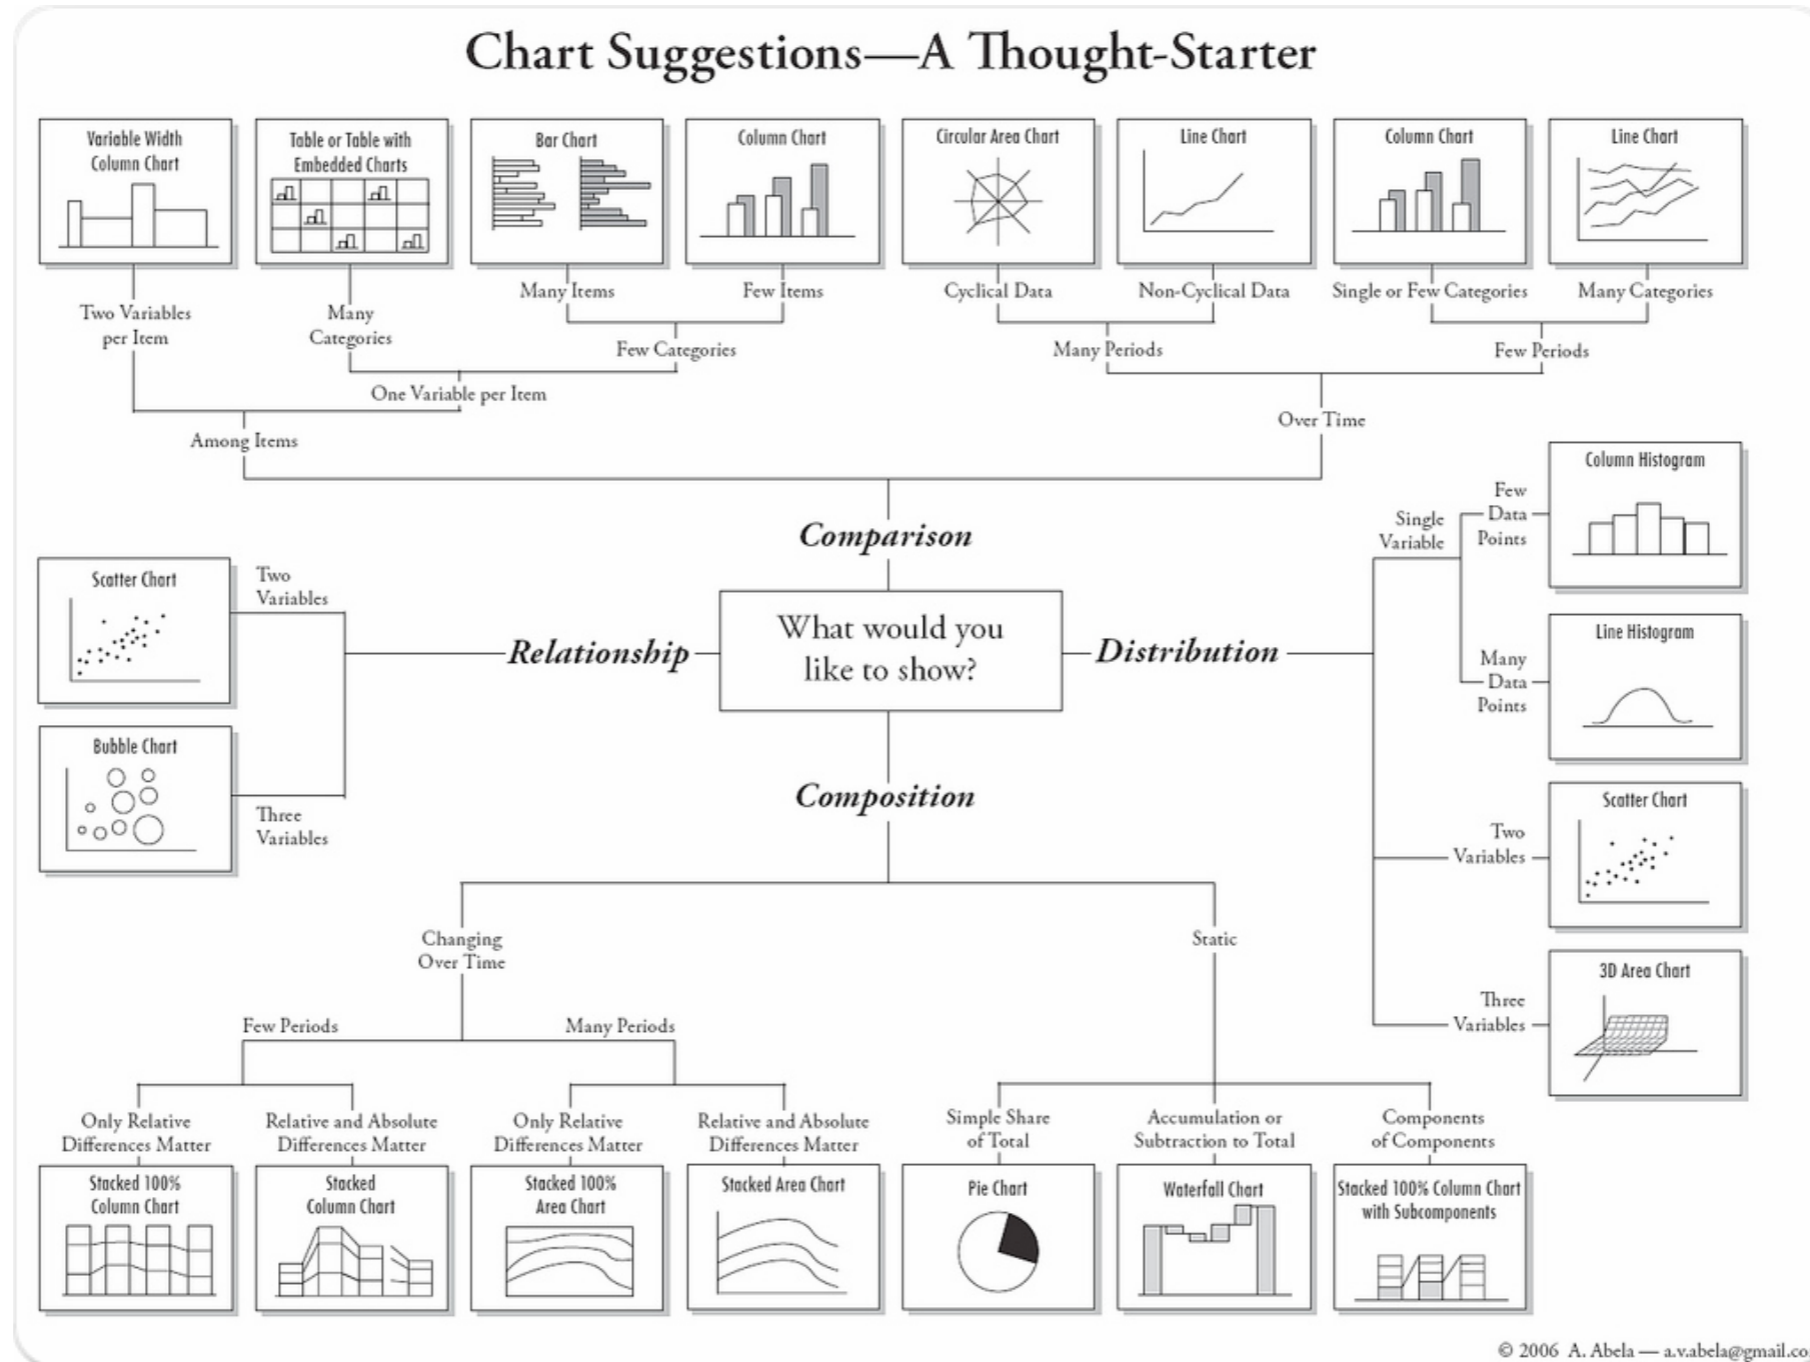 Chart Suggestions—A Thought-Starter
Variable Width
Column Chart
Table or Table with
Embedded Charts
Bar Chart
Column Chart
Circular Area Chart
Line Chart
Column Chart
Line Chart
Two Variables
per Item
Many
Categories
Many Items
Few Items
Cyclical Data
Non-Cyclical Data
Single or Few Categories
Many Categories
Few Categories
Many Periods
Few Periods
One Variable per Item
Among Items
Over Time
Comparison
What would you
like to show?
Relationship
Two
Variables
Scatter Chart
Three
Variables
Bubble Chart
Distribution
Single
Variable
Few
Data
Points
Column Histogram
Many
Data
Points
Line Histogram
Two
Variables
Scatter Chart
Three
Variables
3D Area Chart
Composition
Changing
Over Time
Static
Few Periods
Many Periods
Only Relative
Differences Matter
Relative and Absolute
Differences Matter
Only Relative
Differences Matter
Relative and Absolute
Differences Matter
Simple Share
of Total
Accumulation or
Subtraction to Total
Components
of Components
Stacked 100%
Column Chart
Stacked
Column Chart
Stacked 100%
Area Chart
Stacked Area Chart
Pie Chart
Waterfall Chart
Stacked 100% Column Chart
with Subcomponents
© 2006 A. Abela — a.v.abela@gmail.co